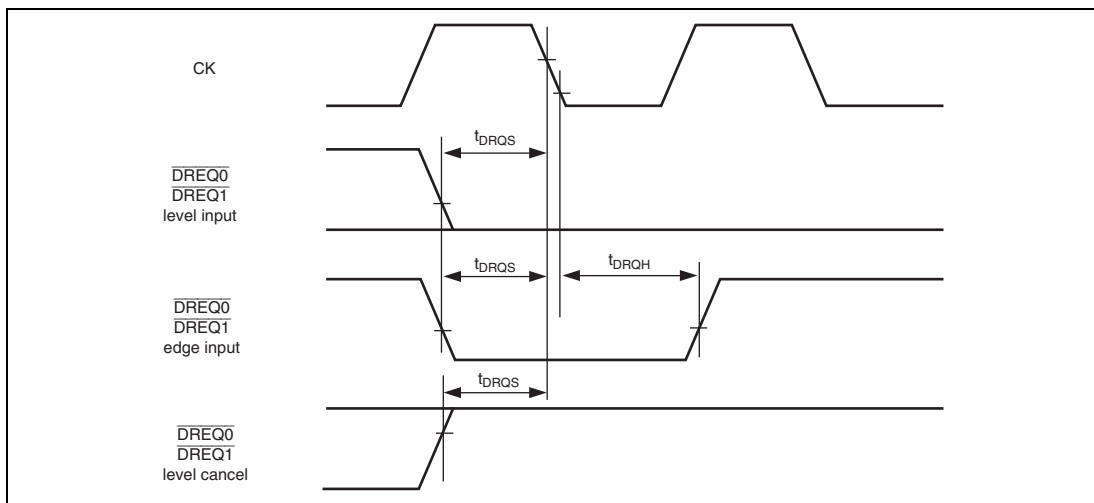 CK
tDRQS
DREQ0
DREQ1
level input
tDRQS
tDRQH
DREQ0
DREQ1
edge input
tDRQS
DREQ0
DREQ1
level cancel